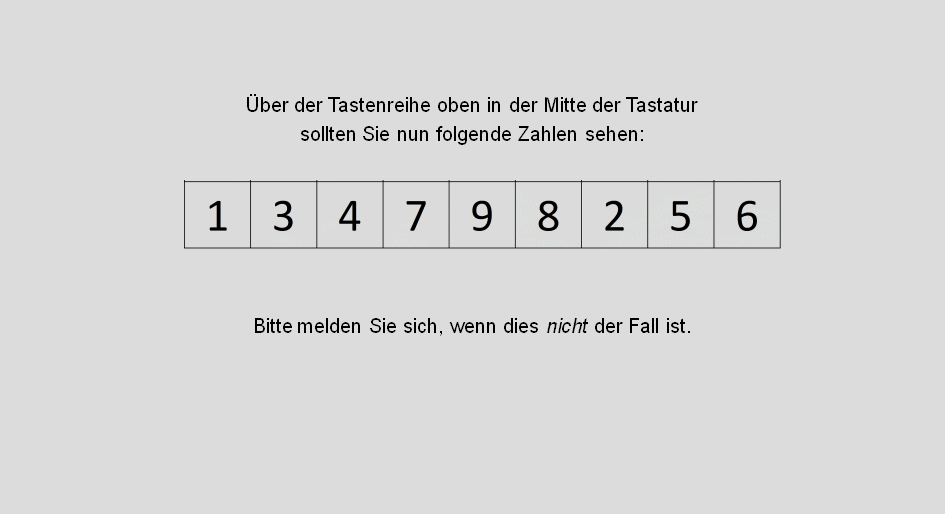 Über der Tastenreihe oben in der Mitte der Tastatur
sollten Sie nun folgende Zahlen sehen:
1 3 4 7 9 8 2 5 6
Bitte melden Sie sich, wenn dies nicht der Fall ist.